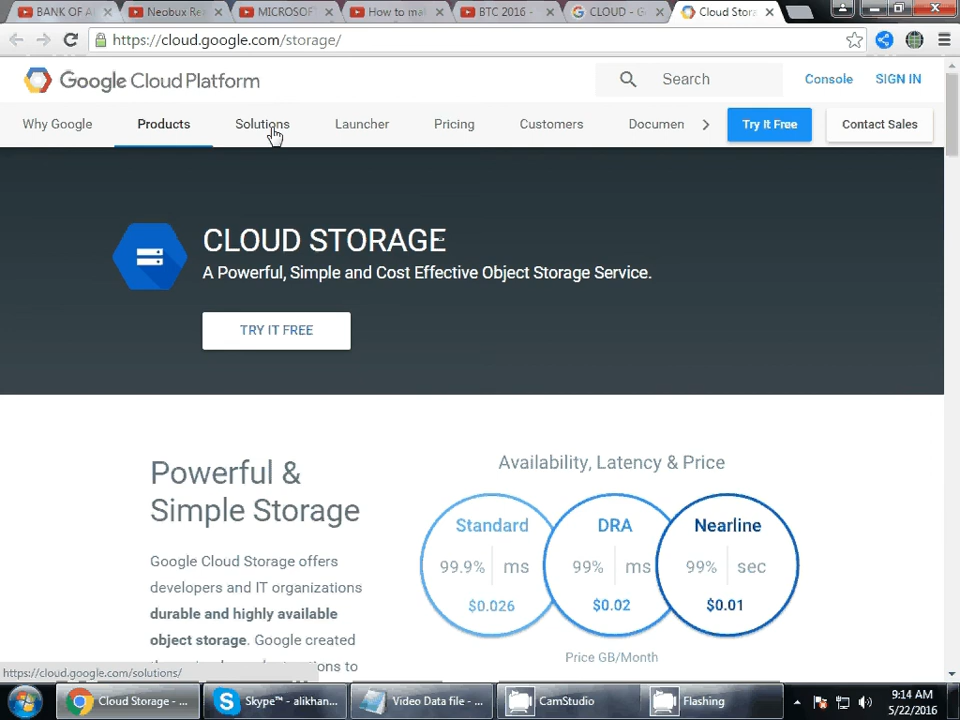 BANK OF A
Neobux Re
MICROSOF
How to ma
BTC 2016 -
CLOUD - G
Cloud Stora
https://cloud.google.com/storage/
Google Cloud Platform
Search
Console
SIGN IN
Why Google
Products
Solutions
Launcher
Pricing
Customers
Documen
Try It Free
Contact Sales
CLOUD STORAGE
A Powerful, Simple and Cost Effective Object Storage Service.
TRY IT FREE
Powerful &
Simple Storage
Google Cloud Storage offers
developers and IT organizations
durable and highly available
object storage. Google created
Availability, Latency & Price
Standard
99.9% ms
$0.026
DRA
99% ms
$0.02
Nearline
99% sec
$0.01
Price GB/Month
https://cloud.google.com/solutions/
Cloud Storage - ...
Skype™ - alikhan...
Video Data file - ...
CamStudio
Flashing
9:14 AM
5/22/2016